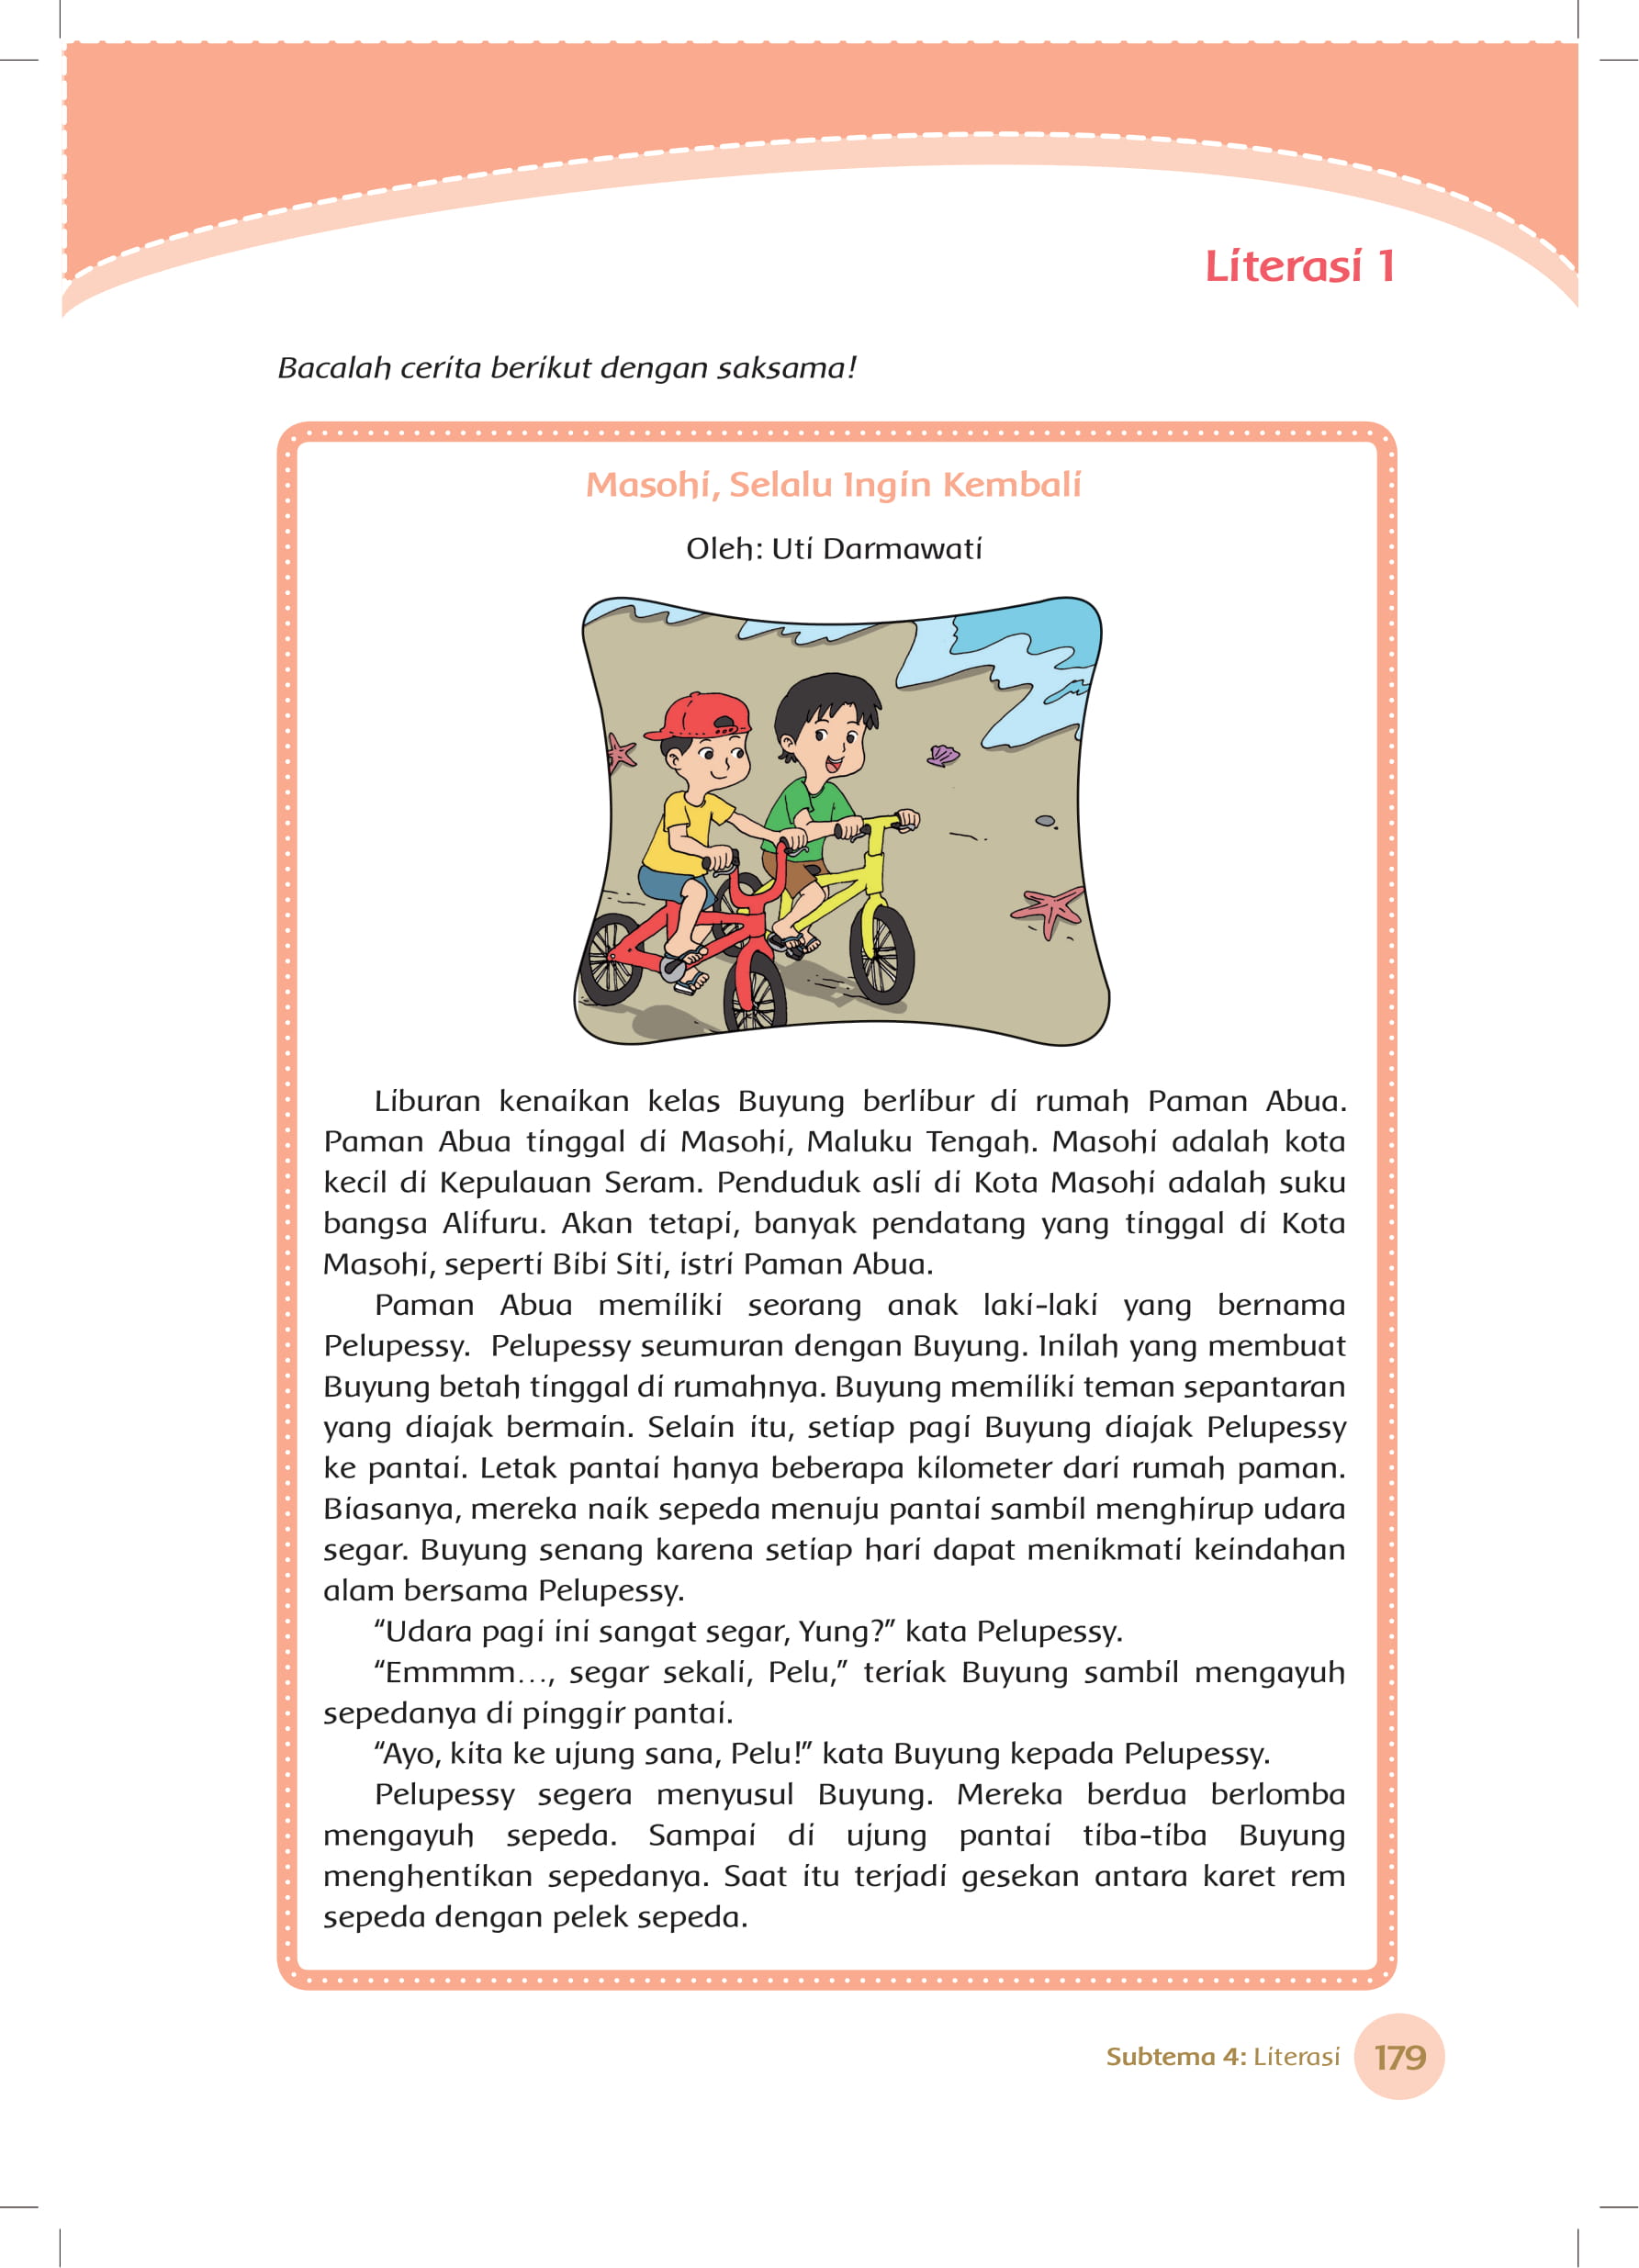 Literasi 1
Bacalah cerita berikut dengan saksama!
Masohi, Selalu Ingin Kembali
Oleh: Uti Darmawati
Liburan kenaikan kelas Buyung berlibur di rumah Paman Abua.
Paman Abua tinggal di Masohi, Maluku Tengah. Masohi adalah kota
kecil di Kepulauan Seram. Penduduk asli di Kota Masohi adalah suku
bangsa Alifuru. Akan tetapi, banyak pendatang yang tinggal di Kota
Masohi, seperti Bibi Siti, istri Paman Abua.
Paman Abua memiliki seorang anak laki-laki yang bernama
Pelupessy. Pelupessy seumuran dengan Buyung. Inilah yang membuat
Buyung betah tinggal di rumahnya. Buyung memiliki teman sepantaran
yang diajak bermain. Selain itu, setiap pagi Buyung diajak Pelupessy
ke pantai. Letak pantai hanya beberapa kilometer dari rumah paman.
Biasanya, mereka naik sepeda menuju pantai sambil menghirup udara
segar. Buyung senang karena setiap hari dapat menikmati keindahan
alam bersama Pelupessy.
“Udara pagi ini sangat segar, Yung?” kata Pelupessy.
“Emmmm…, segar sekali, Pelu,” teriak Buyung sambil mengayuh
sepedanya di pinggir pantai.
“Ayo, kita ke ujung sana, Pelu!” kata Buyung kepada Pelupessy.
Pelupessy segera menyusul Buyung. Mereka berdua berlomba
mengayuh sepeda. Sampai di ujung pantai tiba-tiba Buyung
menghentikan sepedanya. Saat itu terjadi gesekan antara karet rem
sepeda dengan pelek sepeda.
Subtema 4: Literasi 179